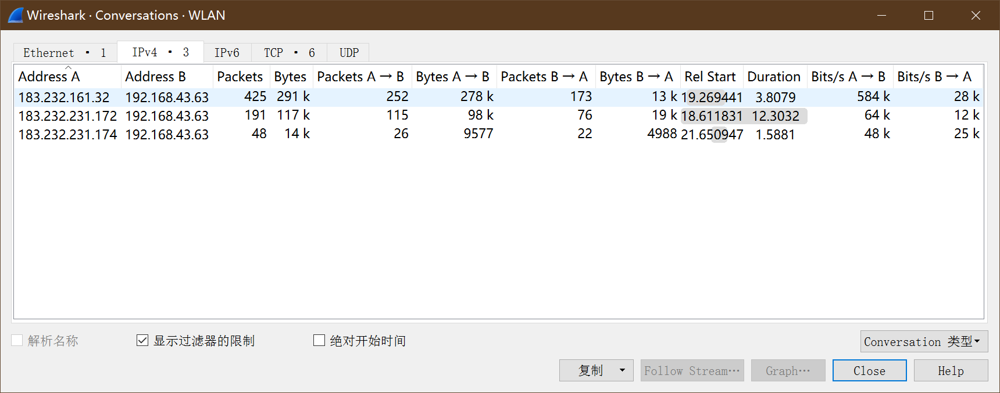 Wireshark · Conversations · WLAN
Ethernet · 1 IPv4 · 3 IPv6 TCP · 6 UDP
Address A Address B Packets Bytes Packets A → B Bytes A → B Packets B → A Bytes B → A Rel Start Duration Bits/s A → B Bits/s B → A
183.232.161.32 192.168.43.63 425 291 k 252 278 k 173 13 k 19.269441 3.8079 584 k 28 k
183.232.231.172 192.168.43.63 191 117 k 115 98 k 76 19 k 18.611831 12.3032 64 k 12 k
183.232.231.174 192.168.43.63 48 14 k 26 9577 22 4988 21.650947 1.5881 48 k 25 k
解析名称 显示过滤器的限制 绝对开始时间 Conversation 类型
复制 Follow Stream… Graph… Close Help